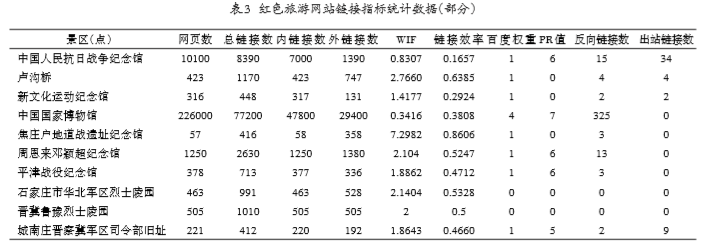 表3 红色旅游网站链接指标统计数据(部分)
景区(点) 网页数 总链接数 内链接数 外链接数 WIF 链接效率 百度权重 PR值 反向链接数 出站链接数
中国人民抗日战争纪念馆 10100 8390 7000 1390 0.8307 0.1657 1 6 15 34
卢沟桥 423 1170 423 747 2.7660 0.6385 1 0 4 4
新文化运动纪念馆 316 448 317 131 1.4177 0.2924 1 0 2 2
中国国家博物馆 226000 77200 47800 29400 0.3416 0.3808 4 7 325 0
焦庄户地道战遗址纪念馆 57 416 58 358 7.2982 0.8606 1 0 3 0
周恩来邓颖超纪念馆 1250 2630 1250 1380 2.104 0.5247 1 6 13 0
平津战役纪念馆 378 713 377 336 1.8862 0.4712 1 6 3 0
石家庄市华北军区烈士陵园 463 991 463 528 2.1404 0.5328 0 0 0 0
晋冀鲁豫烈士陵园 505 1010 505 505 2 0.5 0 0 0 0
城南庄晋察冀军区司令部旧址 221 412 220 192 1.8643 0.4660 1 5 2 9